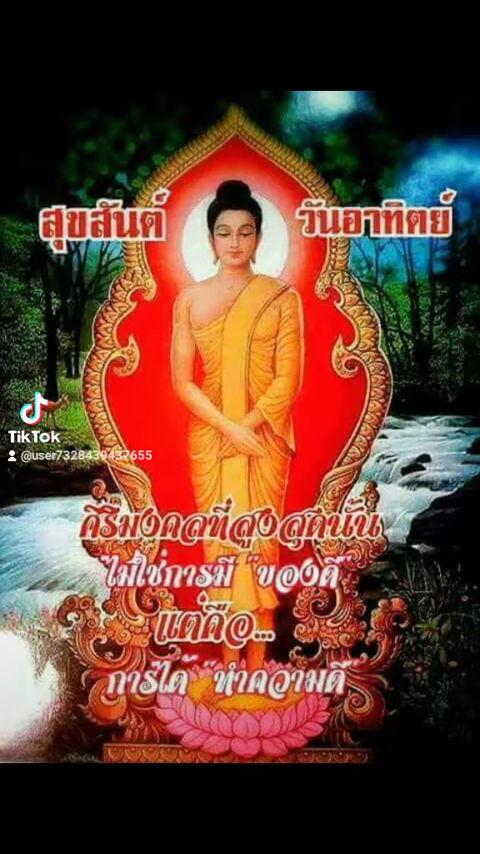 สุขสันต์ วันอาทิตย์
TikTok
@user7328439437655
ศิริมงคลที่สูงสุดนั้น
ไม่ใช่การมี "ของดี"
แต่คือ...
การได้ "ทำความดี"